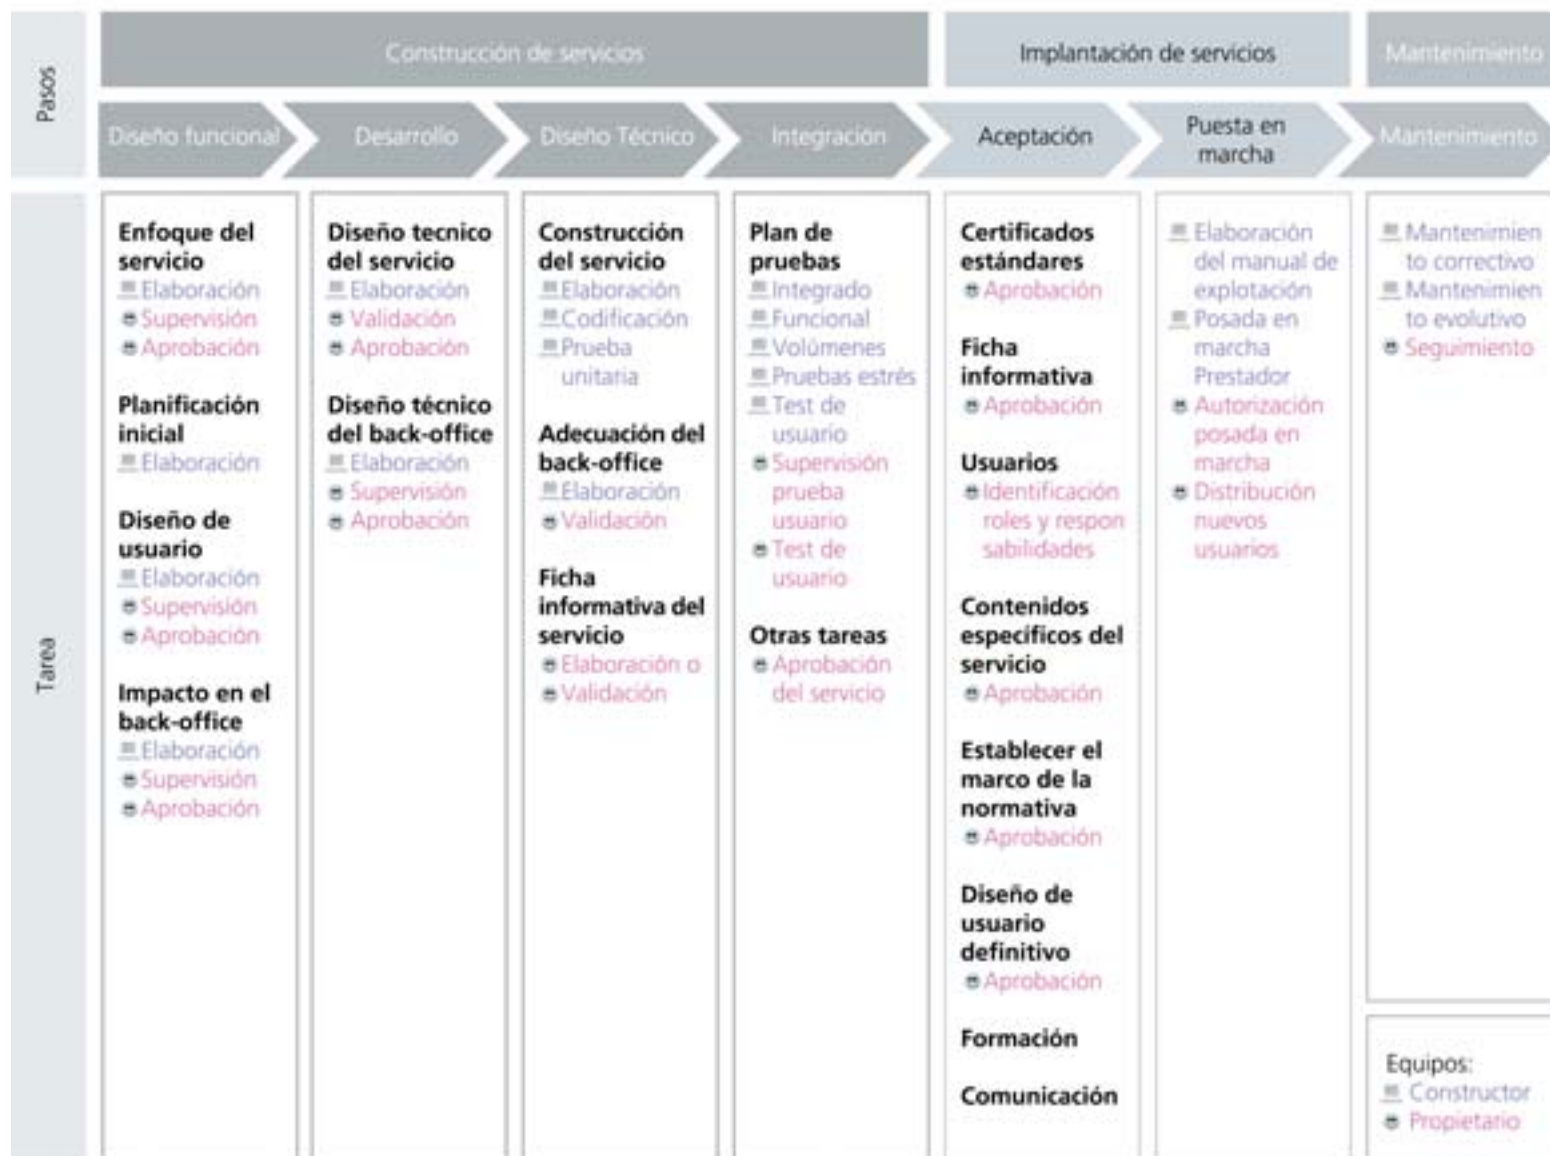 Pasos
Construcción de servicios
Implantación de servicios
Mantenimiento
Diseño funcional
Desarrollo
Diseño Técnico
Integración
Aceptación
Puesta en
marcha
Mantenimiento
Tarea
Enfoque del
servicio
Elaboración
Supervisión
Aprobación
Planificación
inicial
Elaboración
Diseño de
usuario
Elaboración
Supervisión
Aprobación
Impacto en el
back-office
Elaboración
Supervisión
Aprobación
Diseño tecnico
del servicio
Elaboración
Validación
Aprobación
Diseño técnico
del back-office
Elaboración
Supervisión
Aprobación
Construcción
del servicio
Elaboración
Codificación
Prueba
unitaria
Adecuación del
back-office
Elaboración
Validación
Ficha
informativa del
servicio
Elaboración o
Validación
Plan de
pruebas
Integrado
Funcional
Volúmenes
Pruebas estrés
Test de
usuario
Supervisión
prueba
usuario
Test de
usuario
Otras tareas
Aprobación
del servicio
Certificados
estándares
Aprobación
Ficha
informativa
Aprobación
Usuarios
Identificación
roles y respon
sabilidades
Contenidos
específicos del
servicio
Aprobación
Establecer el
marco de la
normativa
Aprobación
Diseño de
usuario
definitivo
Aprobación
Formación
Comunicación
Elaboración
del manual de
explotación
Posada en
marcha
Prestador
Autorización
posada en
marcha
Distribución
nuevos
usuarios
Mantenimien
to correctivo
Mantenimien
to evolutivo
Seguimiento
Equipos:
Constructor
Propietario